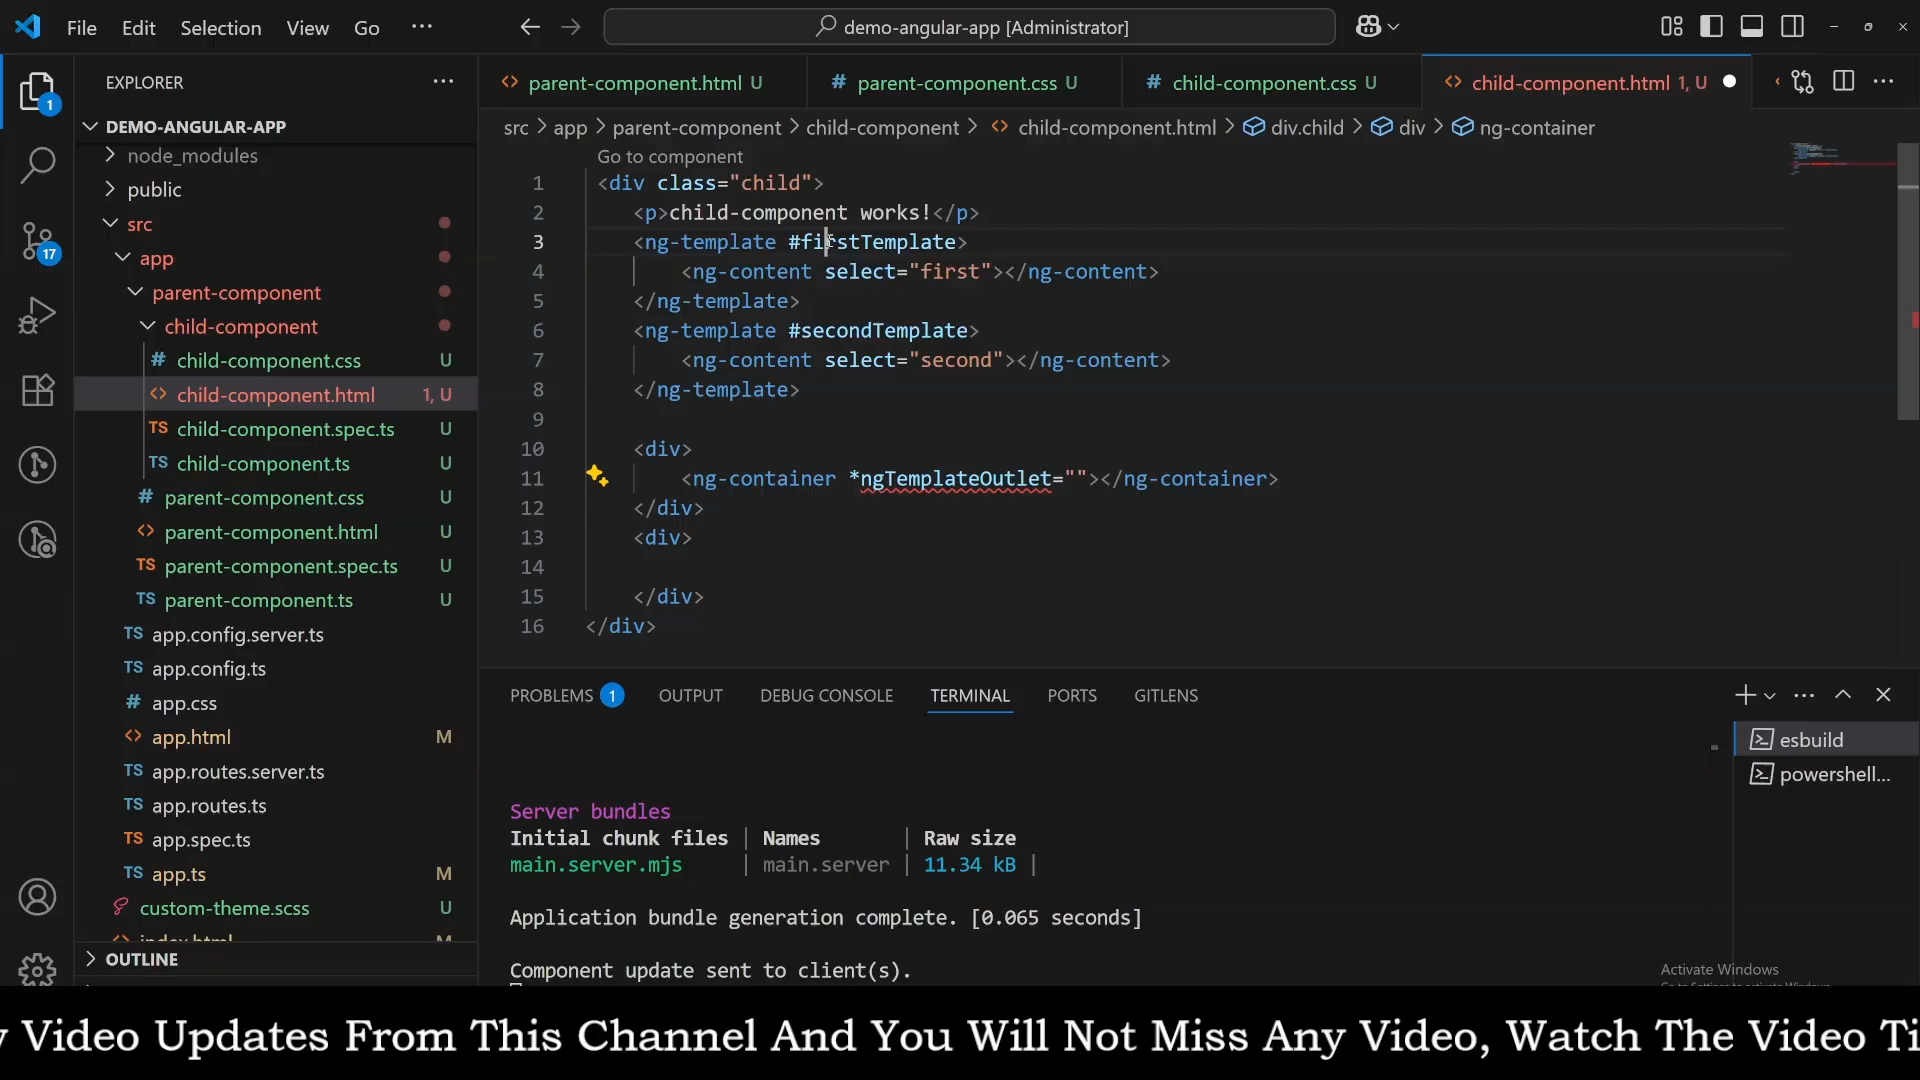 File Edit Selection View Go ··· demo-angular-app [Administrator]
EXPLORER ···
parent-component.html U parent-component.css U child-component.css U child-component.html 1, U
src > app > parent-component > child-component > child-component.html > div.child > div > ng-container
1
17
DEMO-ANGULAR-APP
node_modules
public
src
app
parent-component
child-component
child-component.css U
child-component.html 1, U
child-component.spec.ts U
child-component.ts U
parent-component.css U
parent-component.html U
parent-component.spec.ts U
parent-component.ts U
app.config.server.ts
app.config.ts
app.css
app.html M
app.routes.server.ts
app.routes.ts
app.spec.ts
app.ts M
custom-theme.scss U
index.html M
OUTLINE
Go to component
1 <div class="child">
2 <p>child-component works!</p>
3 <ng-template #firstTemplate>
4 <ng-content select="first"></ng-content>
5 </ng-template>
6 <ng-template #secondTemplate>
7 <ng-content select="second"></ng-content>
8 </ng-template>
9
10 <div>
11 <ng-container *ngTemplateOutlet=""></ng-container>
12 </div>
13 <div>
14
15 </div>
16 </div>
PROBLEMS 1 OUTPUT DEBUG CONSOLE TERMINAL PORTS GITLENS
esbuild
powershell...
Server bundles
Initial chunk files | Names | Raw size
main.server.mjs | main.server | 11.34 kB |
Application bundle generation complete. [0.065 seconds]
Component update sent to client(s).
Activate Windows
Video Updates From This Channel And You Will Not Miss Any Video, Watch The Video